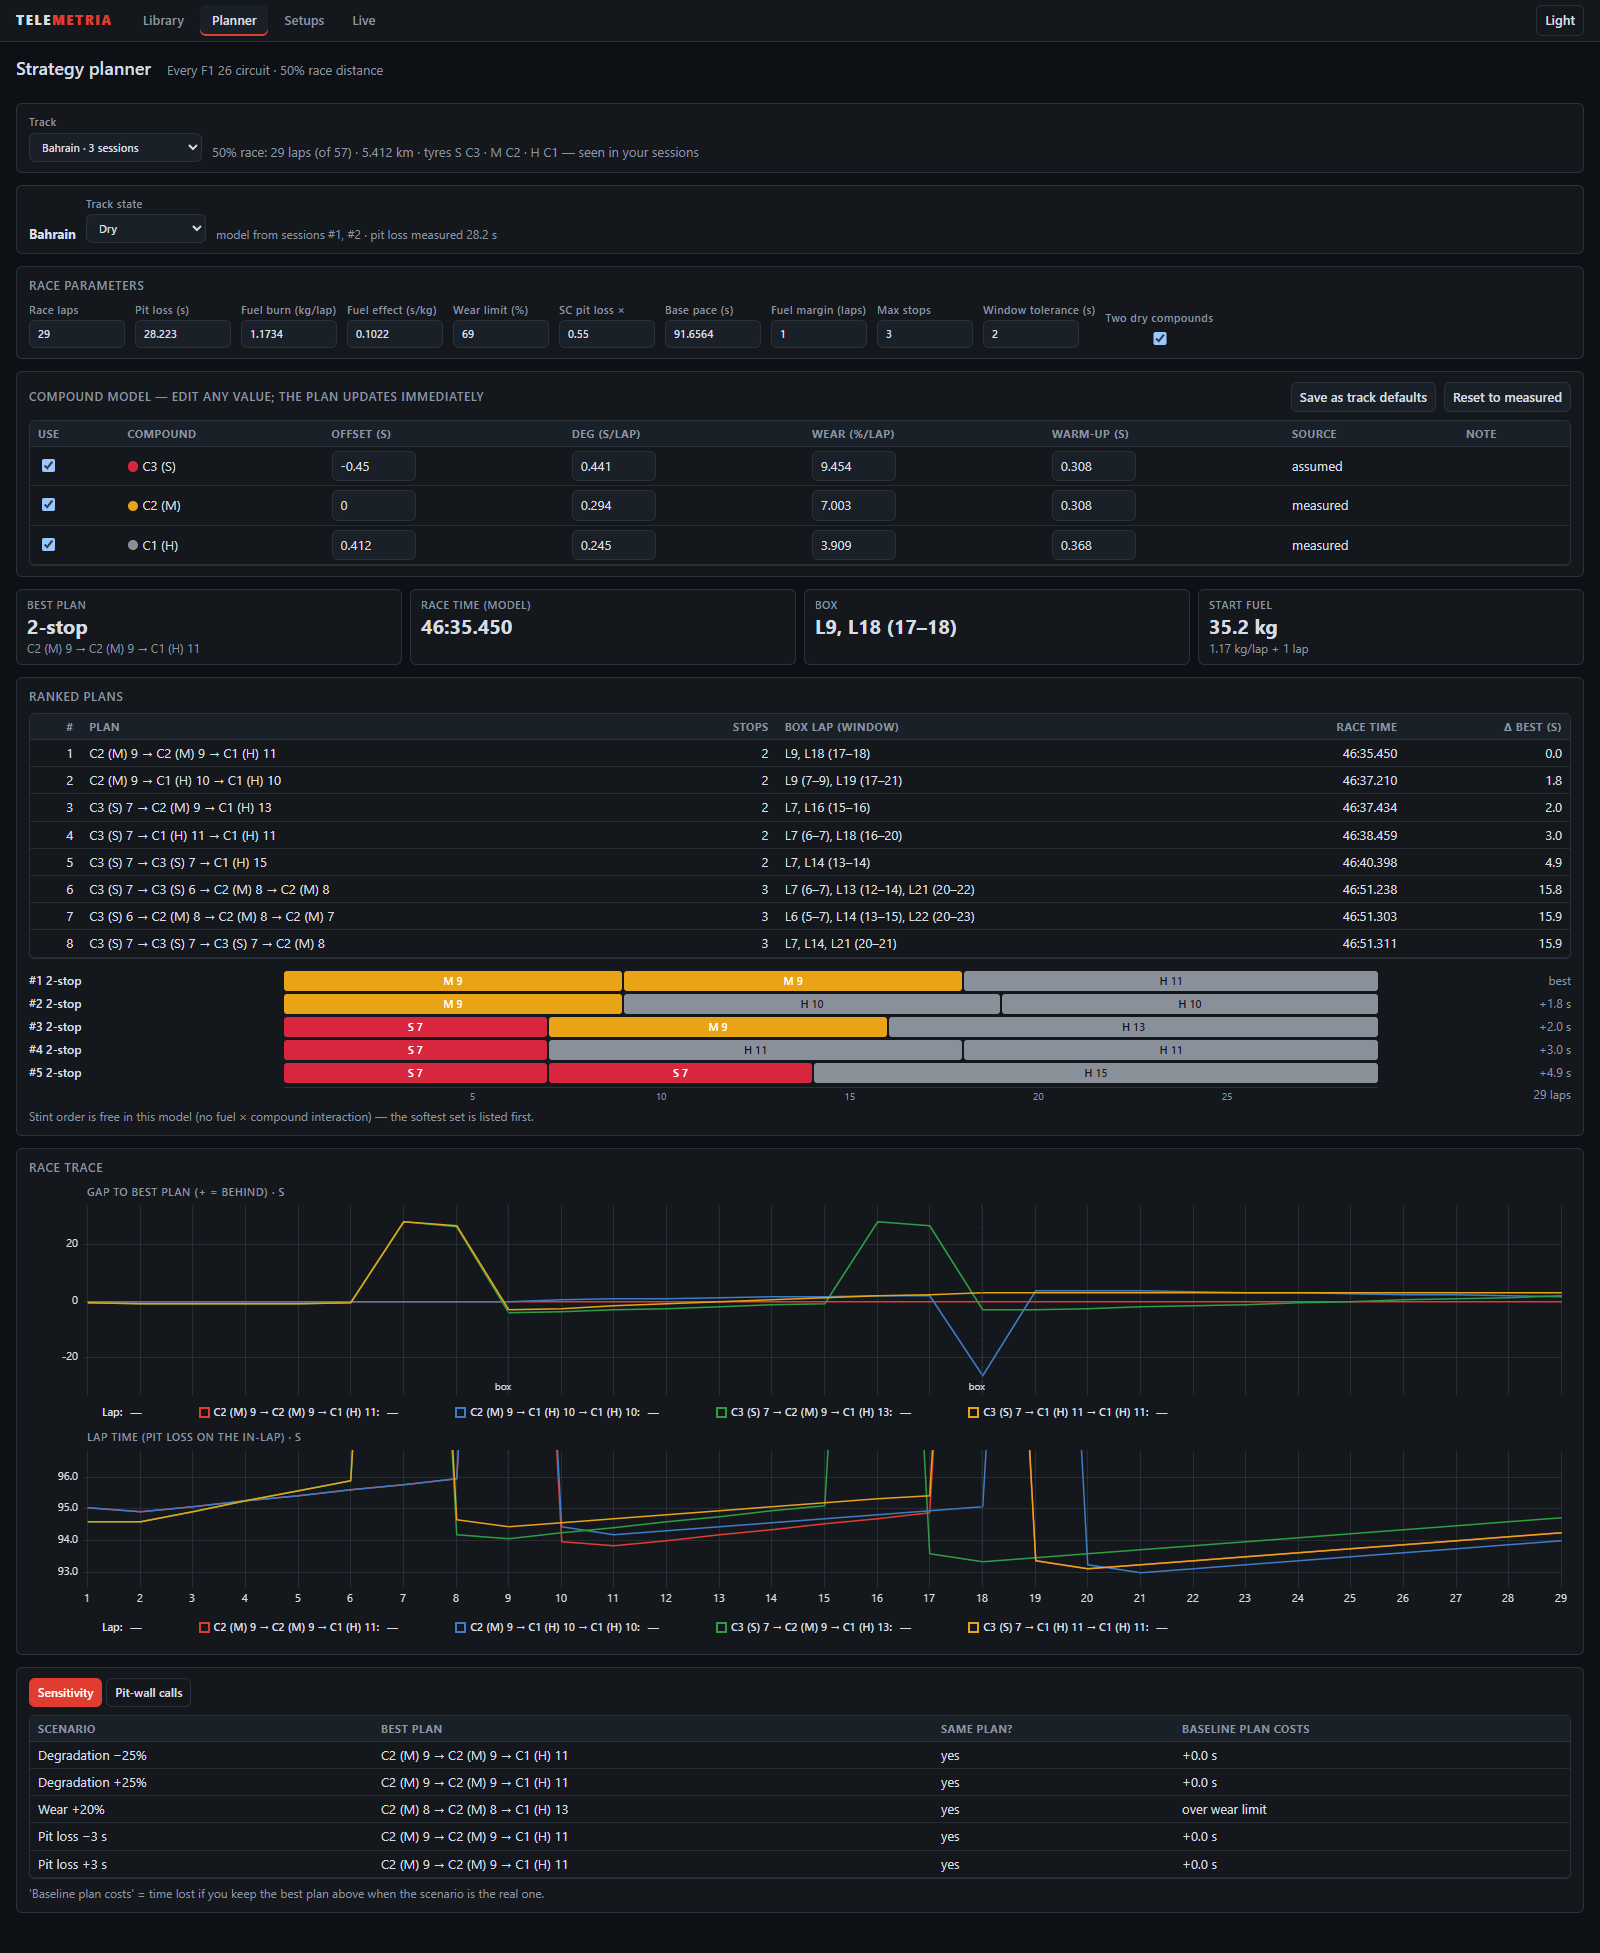 TELEMETRIA Library Planner Setups Live Light
Strategy planner Every F1 26 circuit · 50% race distance
Track
Bahrain · 3 sessions 50% race: 29 laps (of 57) · 5.412 km · tyres S C3 · M C2 · H C1 — seen in your sessions
Track state
Bahrain Dry model from sessions #1, #2 · pit loss measured 28.2 s
RACE PARAMETERS
Race laps Pit loss (s) Fuel burn (kg/lap) Fuel effect (s/kg) Wear limit (%) SC pit loss × Base pace (s) Fuel margin (laps) Max stops Window tolerance (s) Two dry compounds
29 28.223 1.1734 0.1022 69 0.55 91.6564 1 3 2
COMPOUND MODEL — EDIT ANY VALUE; THE PLAN UPDATES IMMEDIATELY Save as track defaults Reset to measured
USE COMPOUND OFFSET (S) DEG (S/LAP) WEAR (%/LAP) WARM-UP (S) SOURCE NOTE
C3 (S) -0.45 0.441 9.454 0.308 assumed
C2 (M) 0 0.294 7.003 0.308 measured
C1 (H) 0.412 0.245 3.909 0.368 measured
BEST PLAN RACE TIME (MODEL) BOX START FUEL
2-stop 46:35.450 L9, L18 (17–18) 35.2 kg
C2 (M) 9 → C2 (M) 9 → C1 (H) 11 1.17 kg/lap + 1 lap
RANKED PLANS
# PLAN STOPS BOX LAP (WINDOW) RACE TIME Δ BEST (S)
1 C2 (M) 9 → C2 (M) 9 → C1 (H) 11 2 L9, L18 (17–18) 46:35.450 0.0
2 C2 (M) 9 → C1 (H) 10 → C1 (H) 10 2 L9 (7–9), L19 (17–21) 46:37.210 1.8
3 C3 (S) 7 → C2 (M) 9 → C1 (H) 13 2 L7, L16 (15–16) 46:37.434 2.0
4 C3 (S) 7 → C1 (H) 11 → C1 (H) 11 2 L7 (6–7), L18 (16–20) 46:38.459 3.0
5 C3 (S) 7 → C3 (S) 7 → C1 (H) 15 2 L7, L14 (13–14) 46:40.398 4.9
6 C3 (S) 7 → C3 (S) 6 → C2 (M) 8 → C2 (M) 8 3 L7 (6–7), L13 (12–14), L21 (20–22) 46:51.238 15.8
7 C3 (S) 6 → C2 (M) 8 → C2 (M) 8 → C2 (M) 7 3 L6 (5–7), L14 (13–15), L22 (20–23) 46:51.303 15.9
8 C3 (S) 7 → C3 (S) 7 → C3 (S) 7 → C2 (M) 8 3 L7, L14, L21 (20–21) 46:51.311 15.9
#1 2-stop M 9 M 9 H 11 best
#2 2-stop M 9 H 10 H 10 +1.8 s
#3 2-stop S 7 M 9 H 13 +2.0 s
#4 2-stop S 7 H 11 H 11 +3.0 s
#5 2-stop S 7 S 7 H 15 +4.9 s
5 10 15 20 25 29 laps
Stint order is free in this model (no fuel × compound interaction) — the softest set is listed first.
RACE TRACE
GAP TO BEST PLAN (+ = BEHIND) · S
20
0
-20
box box
Lap: — C2 (M) 9 → C2 (M) 9 → C1 (H) 11: — C2 (M) 9 → C1 (H) 10 → C1 (H) 10: — C3 (S) 7 → C2 (M) 9 → C1 (H) 13: — C3 (S) 7 → C1 (H) 11 → C1 (H) 11: —
LAP TIME (PIT LOSS ON THE IN-LAP) · S
96.0
95.0
94.0
93.0
1 2 3 4 5 6 7 8 9 10 11 12 13 14 15 16 17 18 19 20 21 22 23 24 25 26 27 28 29
Lap: — C2 (M) 9 → C2 (M) 9 → C1 (H) 11: — C2 (M) 9 → C1 (H) 10 → C1 (H) 10: — C3 (S) 7 → C2 (M) 9 → C1 (H) 13: — C3 (S) 7 → C1 (H) 11 → C1 (H) 11: —
Sensitivity Pit-wall calls
SCENARIO BEST PLAN SAME PLAN? BASELINE PLAN COSTS
Degradation −25% C2 (M) 9 → C2 (M) 9 → C1 (H) 11 yes +0.0 s
Degradation +25% C2 (M) 9 → C2 (M) 9 → C1 (H) 11 yes +0.0 s
Wear +20% C2 (M) 8 → C2 (M) 8 → C1 (H) 13 yes over wear limit
Pit loss −3 s C2 (M) 9 → C2 (M) 9 → C1 (H) 11 yes +0.0 s
Pit loss +3 s C2 (M) 9 → C2 (M) 9 → C1 (H) 11 yes +0.0 s
'Baseline plan costs' = time lost if you keep the best plan above when the scenario is the real one.